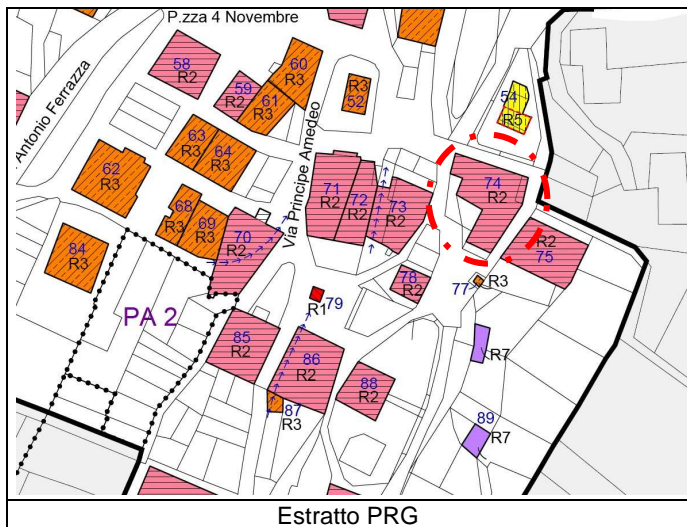 P.zza 4 Novembre
58
R2
59
R2
60
R3
61
R3
R3
52
54
R5
Antonio Ferrazza
63
R3
64
R3
62
R3
Via Principe Amedeo
71
R2
72
R2
73
R2
74
R2
68
R3
69
R3
70
R2
R2
75
84
R3
78
R2
77
R3
PA 2
R1
79
85
R2
86
R2
R7
88
R2
87
R3
89
R7
Estratto PRG